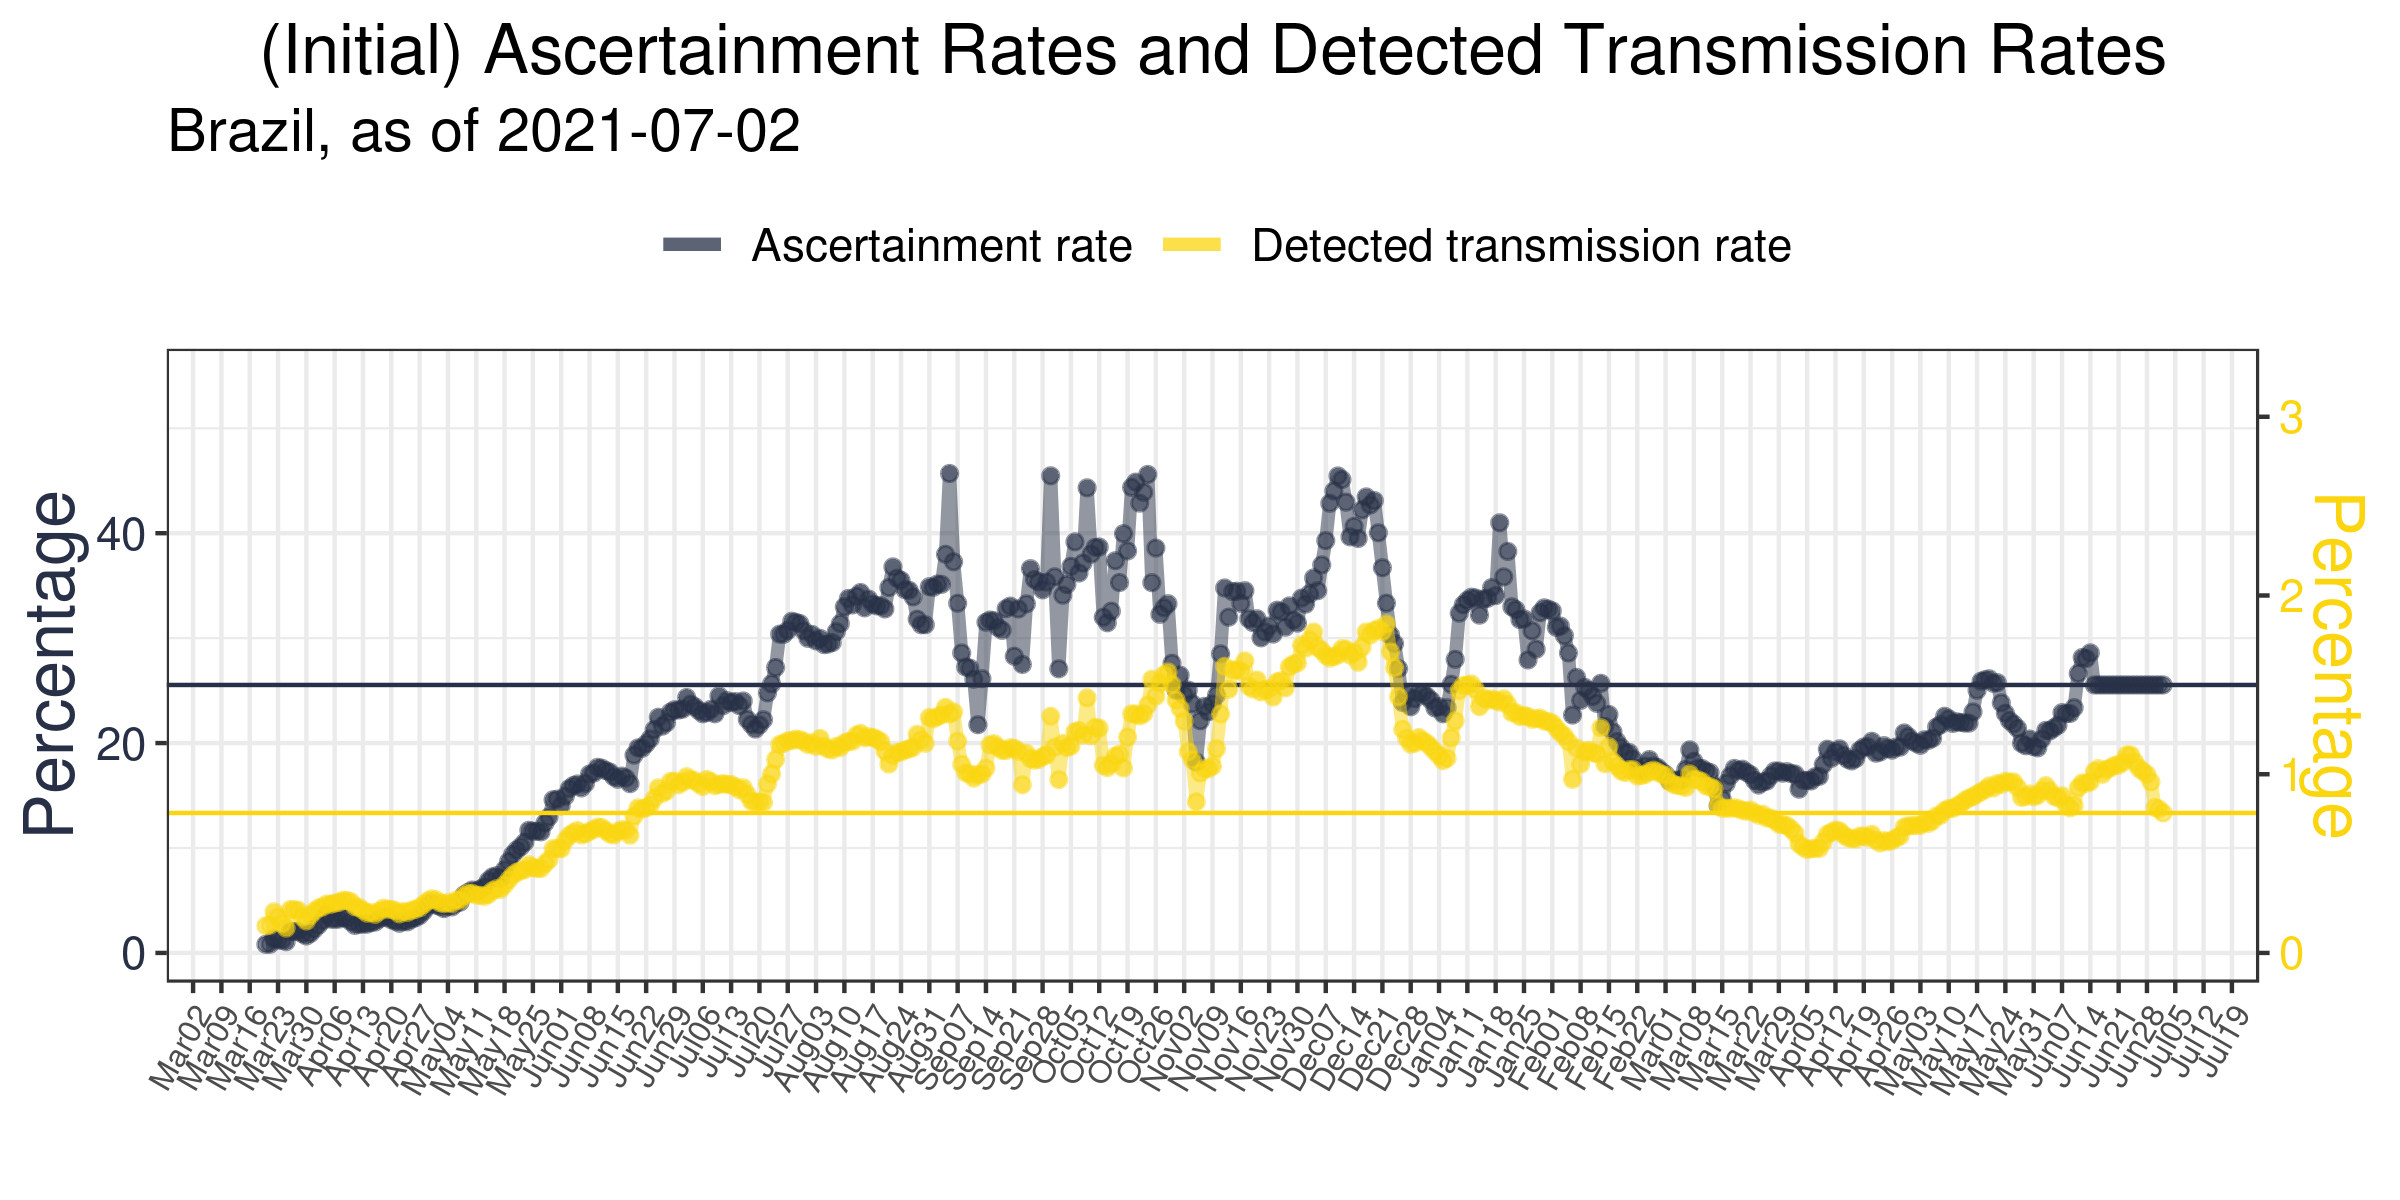 (Initial) Ascertainment Rates and Detected Transmission Rates
Brazil, as of 2021-07-02
Ascertainment rate Detected transmission rate
Percentage
40
20
0
3
2
1
0
Percentage
Mar02 Mar09 Mar16 Mar23 Mar30 Apr06 Apr13 Apr20 Apr27 May04 May11 May18 May25 Jun01 Jun08 Jun15 Jun22 Jun29 Jul06 Jul13 Jul20 Jul27 Aug03 Aug10 Aug17 Aug24 Aug31 Sep07 Sep14 Sep21 Sep28 Oct05 Oct12 Oct19 Oct26 Nov02 Nov09 Nov16 Nov23 Nov30 Dec07 Dec14 Dec21 Dec28 Jan04 Jan11 Jan18 Jan25 Feb01 Feb08 Feb15 Feb22 Mar01 Mar08 Mar15 Mar22 Mar29 Apr05 Apr12 Apr19 Apr26 May03 May10 May17 May24 May31 Jun07 Jun14 Jun21 Jun28 Jul05 Jul12 Jul19